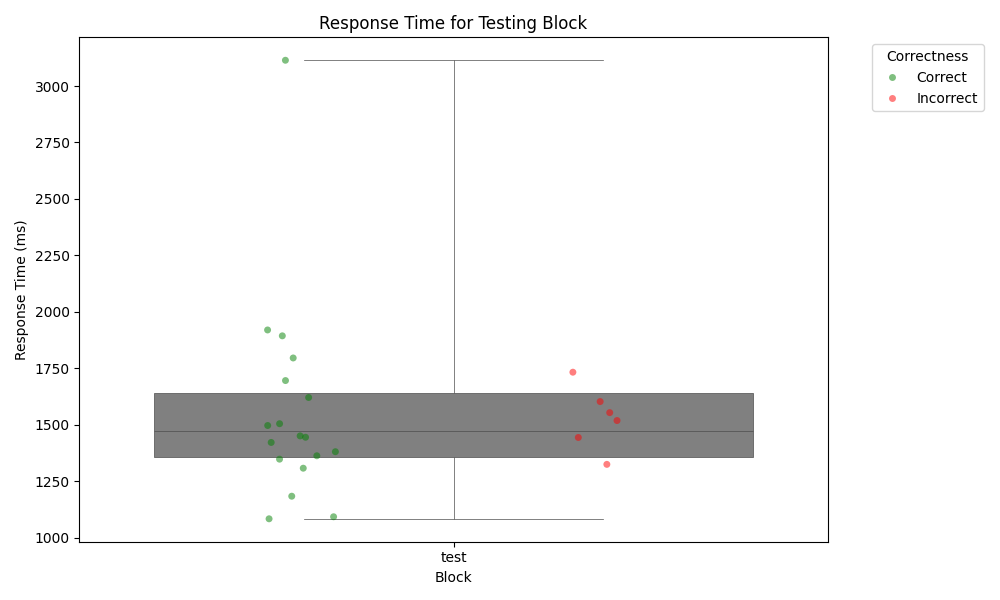 Response Time for Testing Block
Correctness
Correct
Incorrect
Response Time (ms)
3000
2750
2500
2250
2000
1750
1500
1250
1000
test
Block